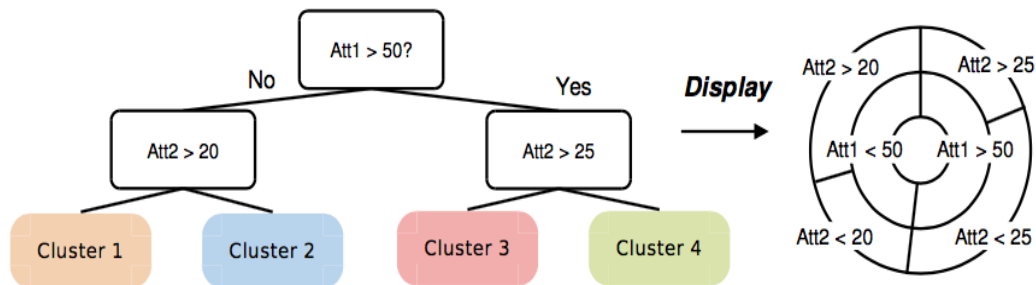 Att1 > 50?
No
Yes
Att2 > 20
Att2 > 25
Cluster 1
Cluster 2
Cluster 3
Cluster 4
Display
Att2 > 20
Att2 > 25
Att1 < 50
Att1 > 50
Att2 < 20
Att2 < 25